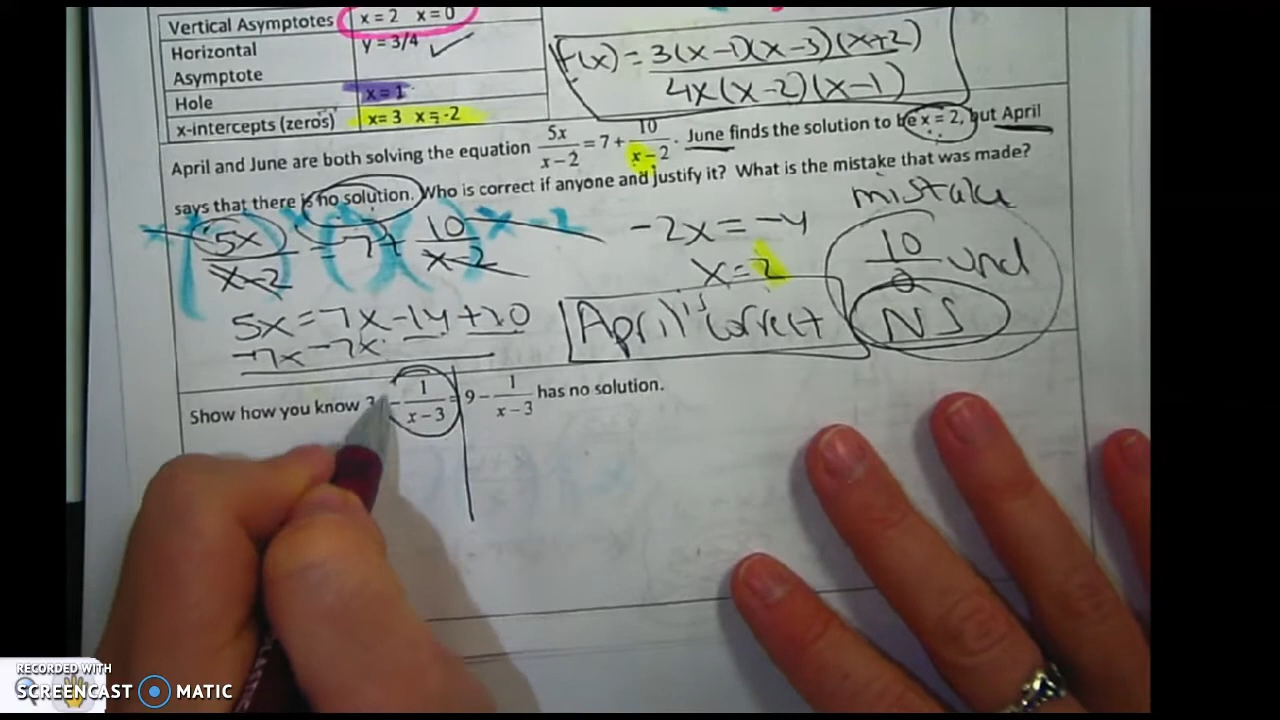 Vertical Asymptotes x = 2 x = 0
Horizontal Asymptote y = 3/4 ✓
Hole x = 1
x-intercepts (zeros) x= 3 x = -2
f(x) = 3(x-1)(x-3)(x+2) / 4x(x-2)(x-1)
April and June are both solving the equation 5x/(x−2) = 7 + 10/(x−2). June finds the solution to be x = 2, but April
says that there is no solution. Who is correct if anyone and justify it? What is the mistake that was made?
x-2 (5x/(x-2)) = 7 + 10/(x-2) x-2
5x = 7x - 14 + 10
-7x -7x
-2x = -4
x = 2
April is correct
mistake
10/0 und
NS
Show how you know − 1/(x−3) = 9 − 1/(x−3) has no solution.
RECORDED WITH
SCREENCAST MATIC